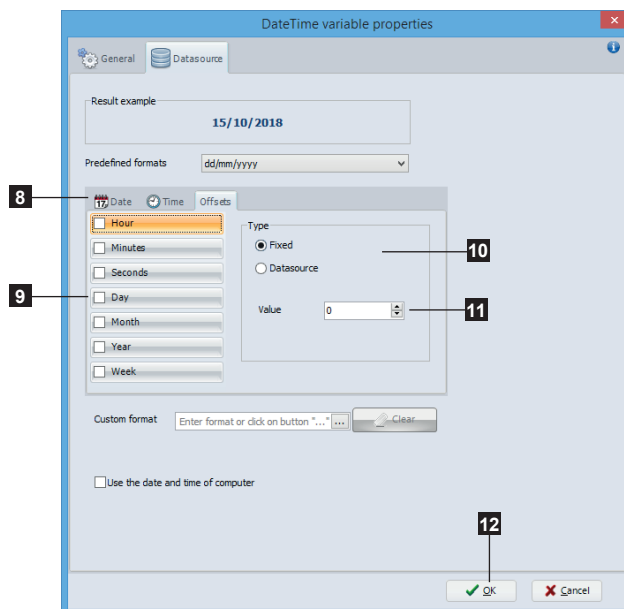 DateTime variable properties
General
Datasource
Result example
15/10/2018
Predefined formats
dd/mm/yyyy
8
17
Date
Time
Offsets
Hour
Minutes
Seconds
9
Day
Month
Year
Week
Type
Fixed
10
Datasource
Value
0
11
Custom format
Enter format or click on button "..."
...
Clear
Use the date and time of computer
12
OK
Cancel